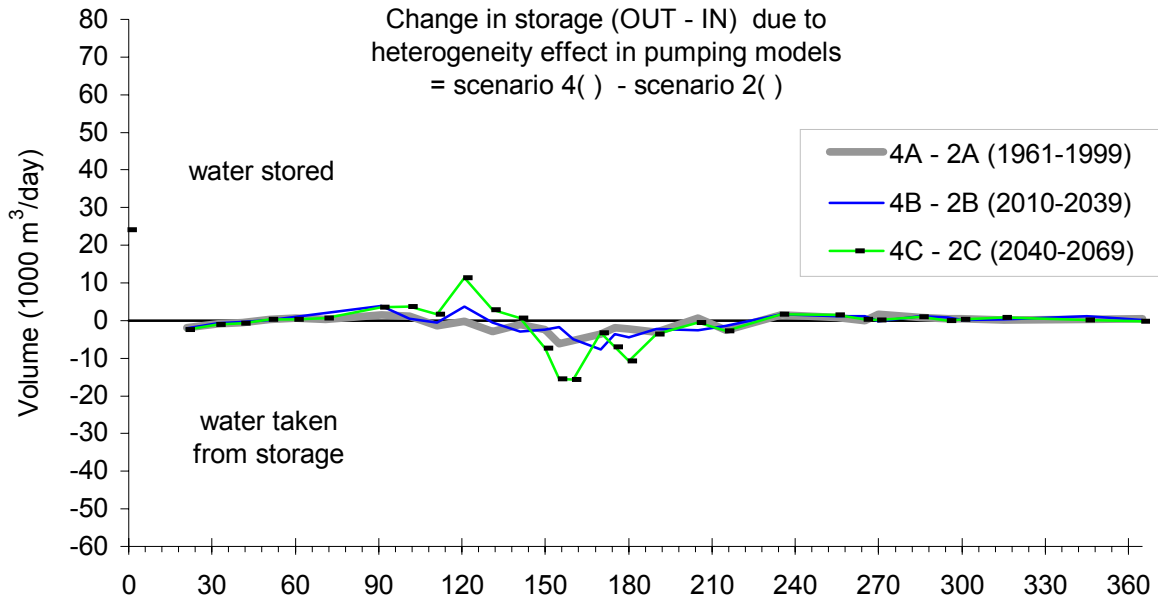 Change in storage (OUT - IN) due to
heterogeneity effect in pumping models
= scenario 4( ) - scenario 2( )
Volume (1000 m³/day)
80
70
60
50
40
30
20
10
0
-10
-20
-30
-40
-50
-60
water stored
water taken
from storage
4A - 2A (1961-1999)
4B - 2B (2010-2039)
4C - 2C (2040-2069)
0 30 60 90 120 150 180 210 240 270 300 330 360